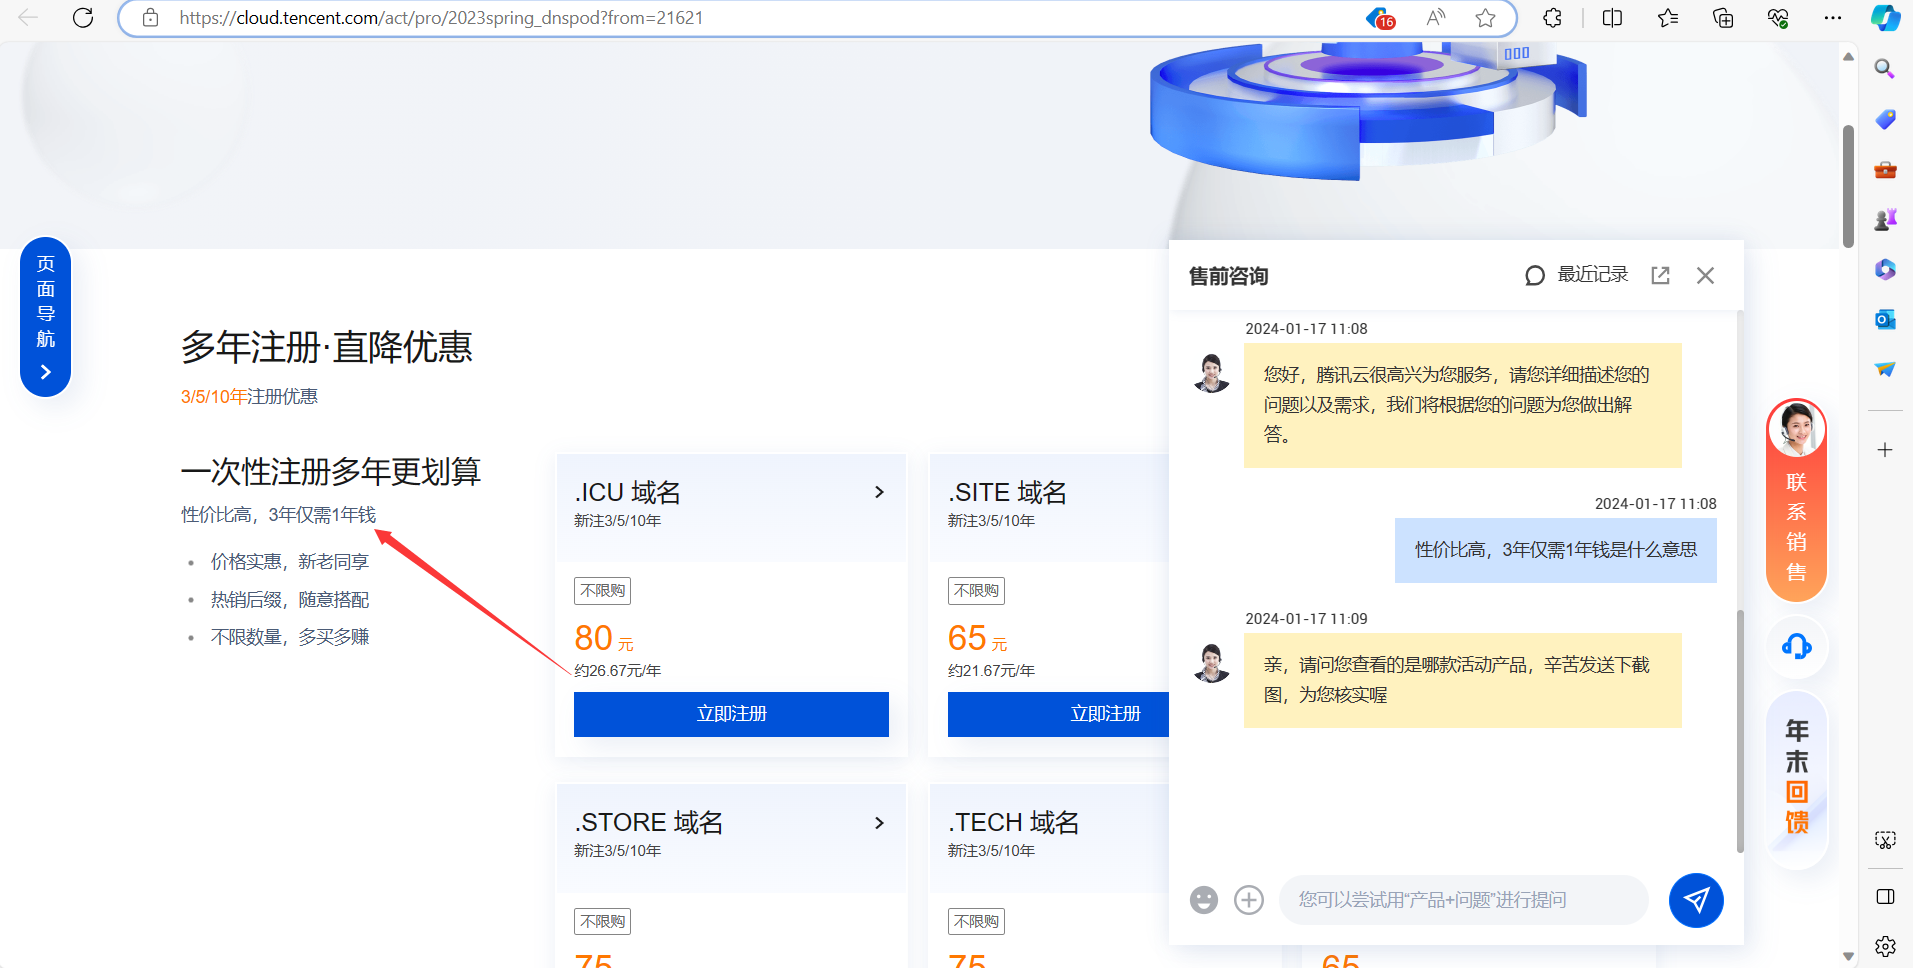 https://cloud.tencent.com/act/pro/2023spring_dnspod?from=21621
16
页
面
导
航
多年注册·直降优惠
3/5/10年注册优惠
一次性注册多年更划算
性价比高，3年仅需1年钱
• 价格实惠，新老同享
• 热销后缀，随意搭配
• 不限数量，多买多赚
.ICU 域名
新注3/5/10年
不限购
80 元
约26.67元/年
立即注册
.SITE 域名
新注3/5/10年
不限购
65 元
约21.67元/年
立即注册
.STORE 域名
新注3/5/10年
不限购
75
.TECH 域名
新注3/5/10年
不限购
75
65
售前咨询
最近记录
2024-01-17 11:08
您好，腾讯云很高兴为您服务，请您详细描述您的
问题以及需求，我们将根据您的问题为您做出解
答。
2024-01-17 11:08
性价比高，3年仅需1年钱是什么意思
2024-01-17 11:09
亲，请问您查看的是哪款活动产品，辛苦发送下截
图，为您核实喔
您可以尝试用“产品+问题”进行提问
联
系
销
售
年
末
回
馈